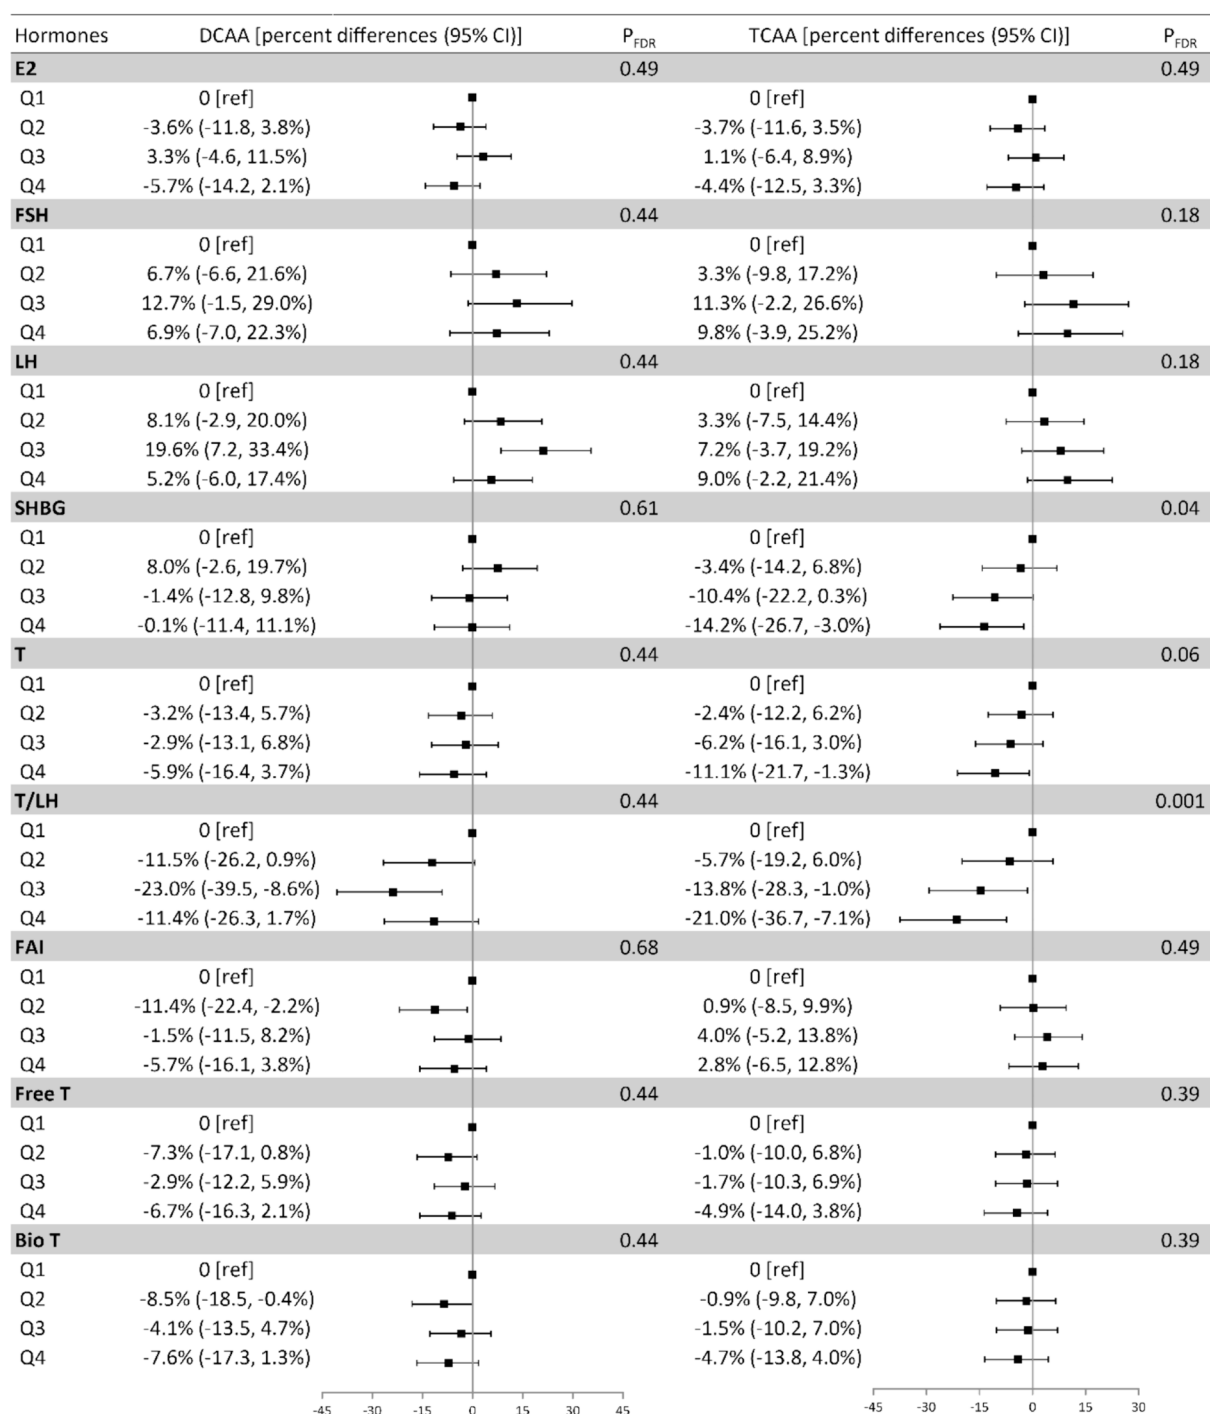 Hormones DCAA [percent differences (95% CI)] PFDR TCAA [percent differences (95% CI)] PFDR
E2 0.49 0.49
Q1 0 [ref] 0 [ref]
Q2 -3.6% (-11.8, 3.8%) -3.7% (-11.6, 3.5%)
Q3 3.3% (-4.6, 11.5%) 1.1% (-6.4, 8.9%)
Q4 -5.7% (-14.2, 2.1%) -4.4% (-12.5, 3.3%)
FSH 0.44 0.18
Q1 0 [ref] 0 [ref]
Q2 6.7% (-6.6, 21.6%) 3.3% (-9.8, 17.2%)
Q3 12.7% (-1.5, 29.0%) 11.3% (-2.2, 26.6%)
Q4 6.9% (-7.0, 22.3%) 9.8% (-3.9, 25.2%)
LH 0.44 0.18
Q1 0 [ref] 0 [ref]
Q2 8.1% (-2.9, 20.0%) 3.3% (-7.5, 14.4%)
Q3 19.6% (7.2, 33.4%) 7.2% (-3.7, 19.2%)
Q4 5.2% (-6.0, 17.4%) 9.0% (-2.2, 21.4%)
SHBG 0.61 0.04
Q1 0 [ref] 0 [ref]
Q2 8.0% (-2.6, 19.7%) -3.4% (-14.2, 6.8%)
Q3 -1.4% (-12.8, 9.8%) -10.4% (-22.2, 0.3%)
Q4 -0.1% (-11.4, 11.1%) -14.2% (-26.7, -3.0%)
T 0.44 0.06
Q1 0 [ref] 0 [ref]
Q2 -3.2% (-13.4, 5.7%) -2.4% (-12.2, 6.2%)
Q3 -2.9% (-13.1, 6.8%) -6.2% (-16.1, 3.0%)
Q4 -5.9% (-16.4, 3.7%) -11.1% (-21.7, -1.3%)
T/LH 0.44 0.001
Q1 0 [ref] 0 [ref]
Q2 -11.5% (-26.2, 0.9%) -5.7% (-19.2, 6.0%)
Q3 -23.0% (-39.5, -8.6%) -13.8% (-28.3, -1.0%)
Q4 -11.4% (-26.3, 1.7%) -21.0% (-36.7, -7.1%)
FAI 0.68 0.49
Q1 0 [ref] 0 [ref]
Q2 -11.4% (-22.4, -2.2%) 0.9% (-8.5, 9.9%)
Q3 -1.5% (-11.5, 8.2%) 4.0% (-5.2, 13.8%)
Q4 -5.7% (-16.1, 3.8%) 2.8% (-6.5, 12.8%)
Free T 0.44 0.39
Q1 0 [ref] 0 [ref]
Q2 -7.3% (-17.1, 0.8%) -1.0% (-10.0, 6.8%)
Q3 -2.9% (-12.2, 5.9%) -1.7% (-10.3, 6.9%)
Q4 -6.7% (-16.3, 2.1%) -4.9% (-14.0, 3.8%)
Bio T 0.44 0.39
Q1 0 [ref] 0 [ref]
Q2 -8.5% (-18.5, -0.4%) -0.9% (-9.8, 7.0%)
Q3 -4.1% (-13.5, 4.7%) -1.5% (-10.2, 7.0%)
Q4 -7.6% (-17.3, 1.3%) -4.7% (-13.8, 4.0%)
-45 -30 -15 0 15 30 45 -45 -30 -15 0 15 30